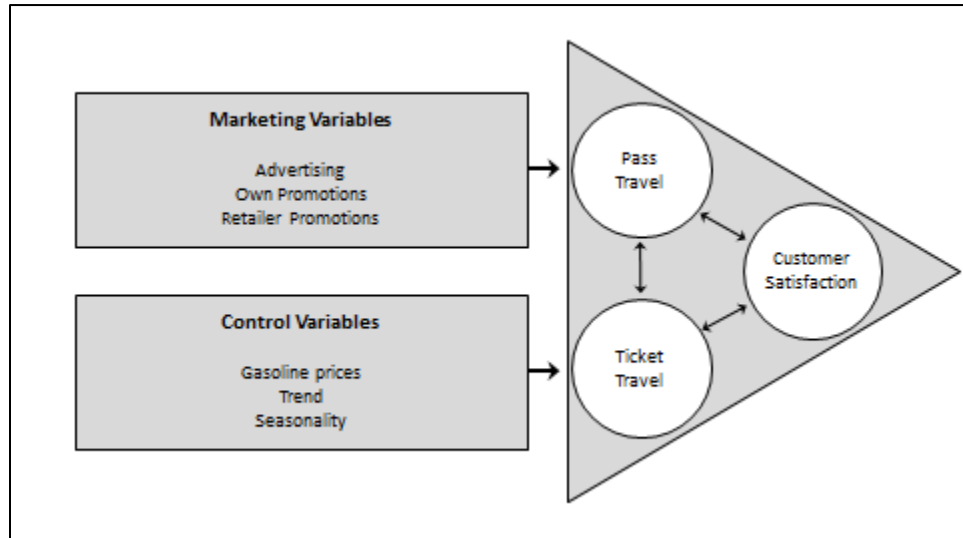 Marketing Variables
Advertising
Own Promotions
Retailer Promotions
Control Variables
Gasoline prices
Trend
Seasonality
Pass
Travel
Customer
Satisfaction
Ticket
Travel